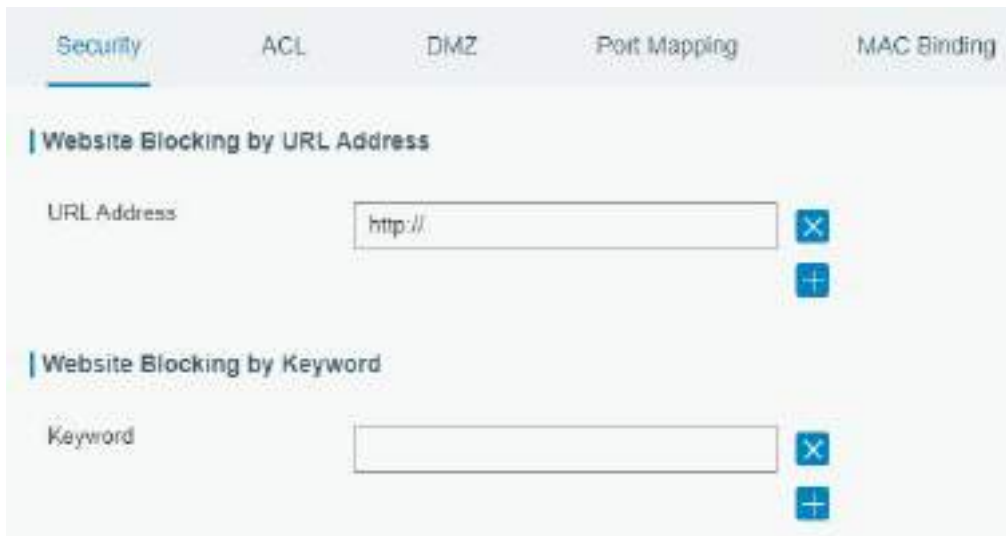 Security ACL DMZ Port Mapping MAC Binding
Website Blocking by URL Address
URL Address http://
Website Blocking by Keyword
Keyword